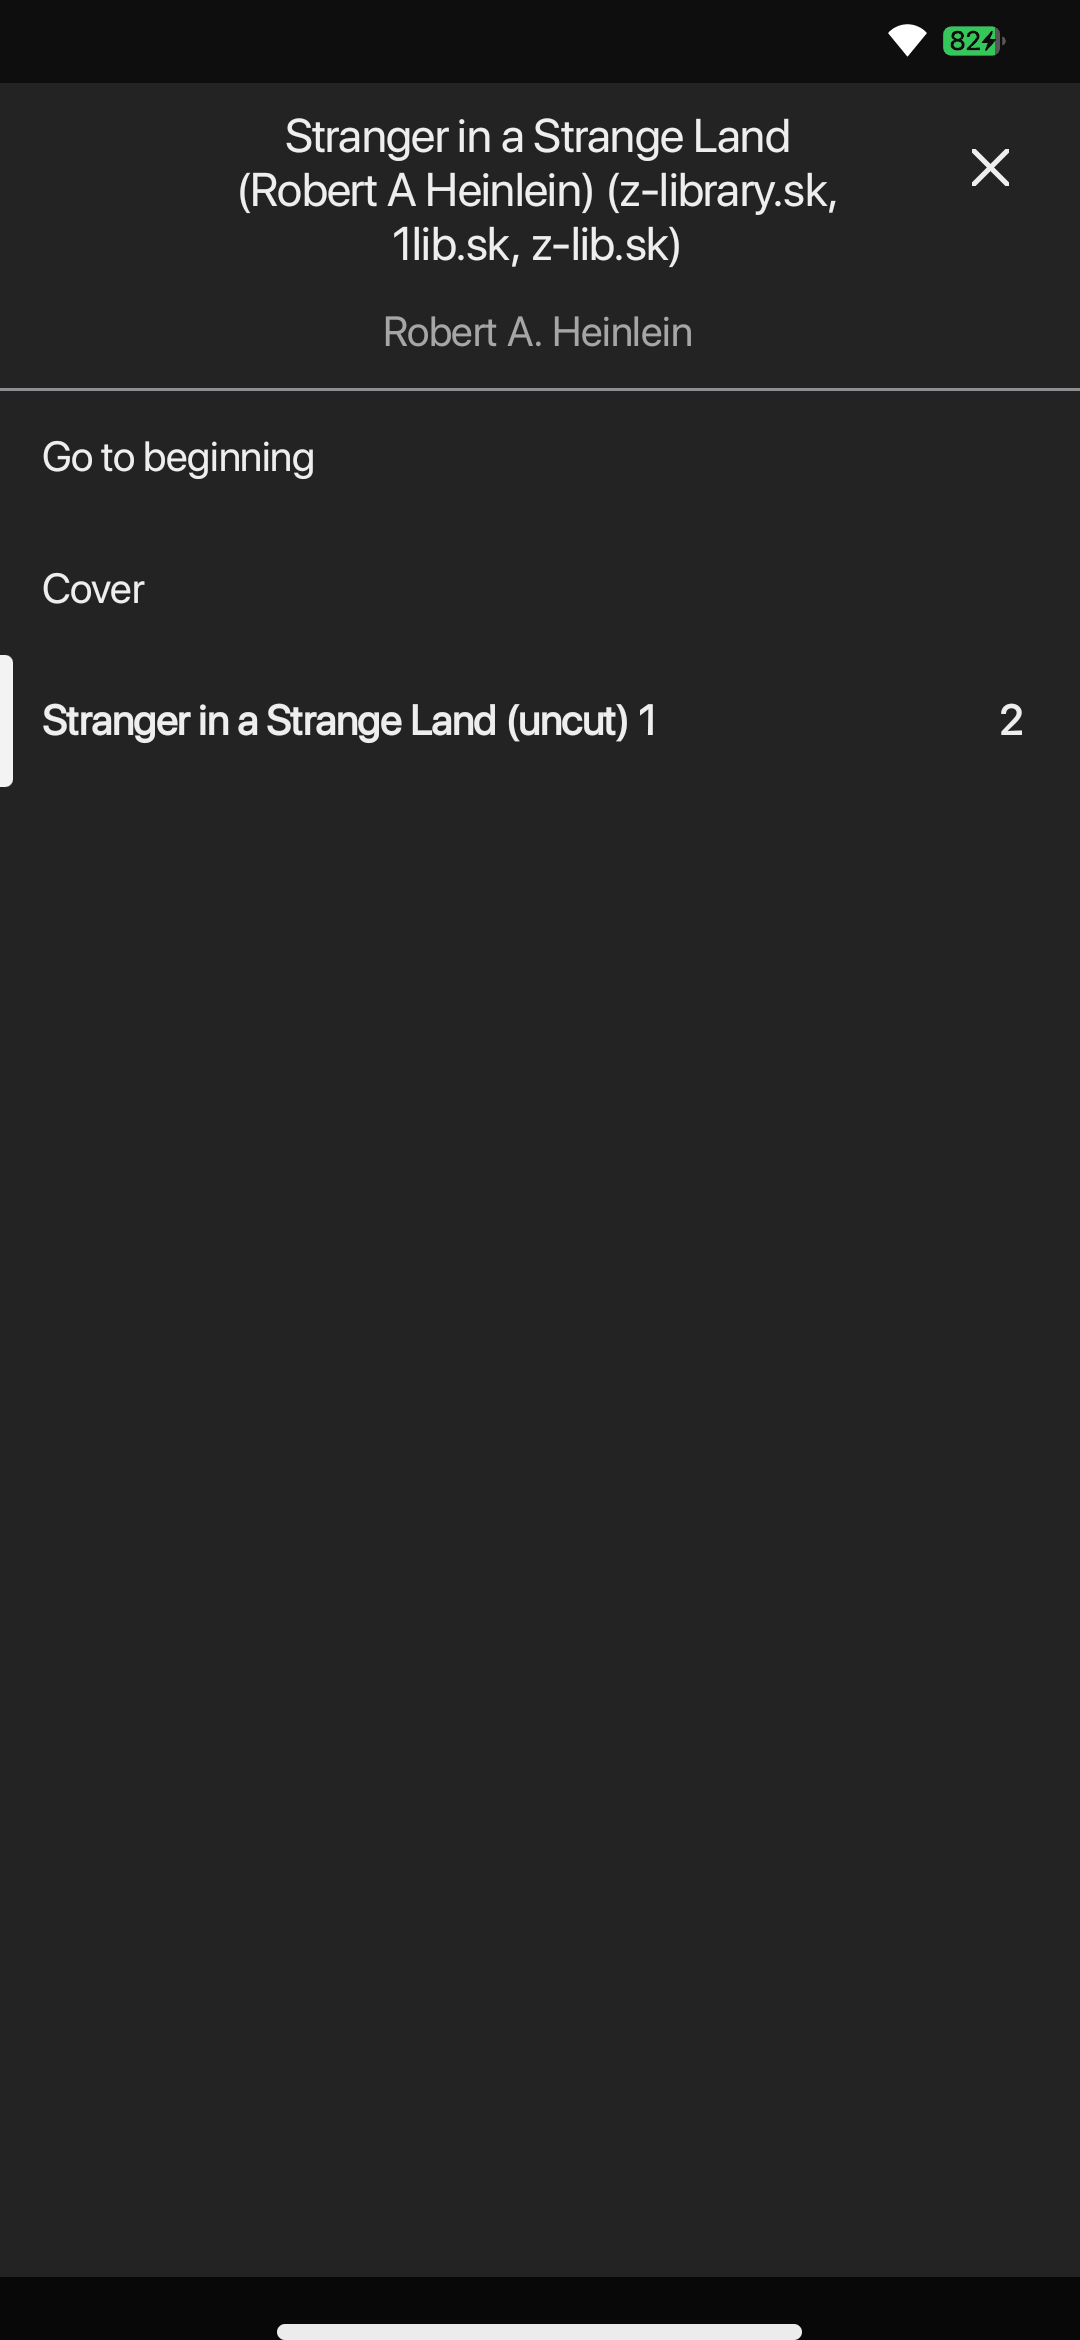 82
Stranger in a Strange Land
(Robert A Heinlein) (z-library.sk,
1lib.sk, z-lib.sk)
Robert A. Heinlein
Go to beginning
Cover
Stranger in a Strange Land (uncut) 1 2